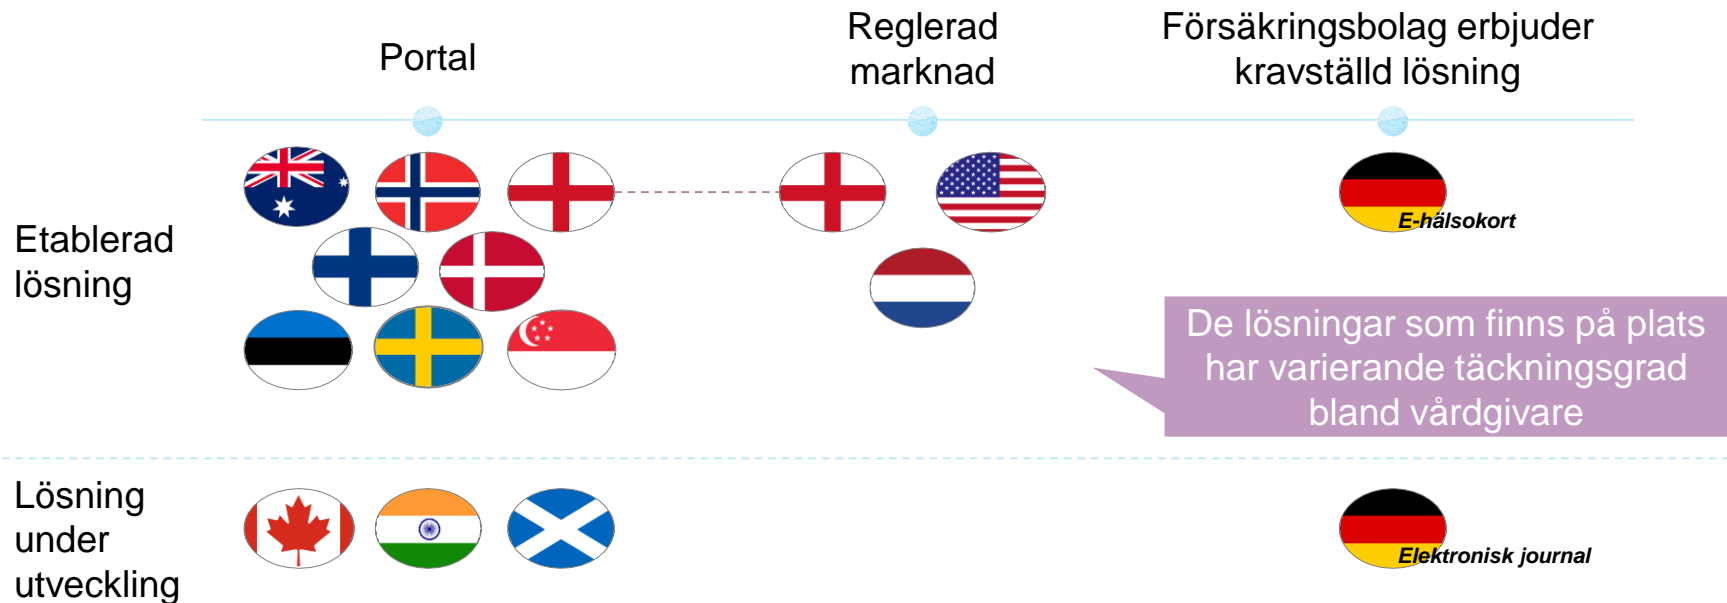 Portal
Reglerad
marknad
Försäkringsbolag erbjuder
kravställd lösning
Etablerad
lösning
E-hälsokort
De lösningar som finns på plats
har varierande täckningsgrad
bland vårdgivare
Lösning
under
utveckling
Elektronisk journal